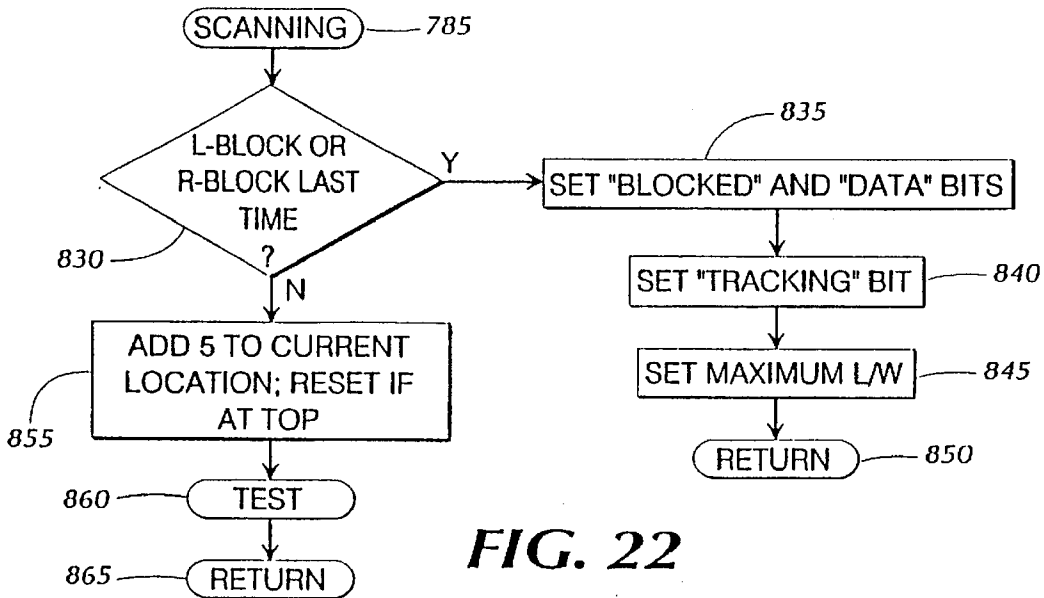 SCANNING
785
L-BLOCK OR
R-BLOCK LAST
TIME
?
830
Y
N
835
SET "BLOCKED" AND "DATA" BITS
SET "TRACKING" BIT
840
SET MAXIMUM L/W
845
RETURN
850
ADD 5 TO CURRENT
LOCATION; RESET IF
AT TOP
855
860
TEST
865
RETURN
FIG. 22